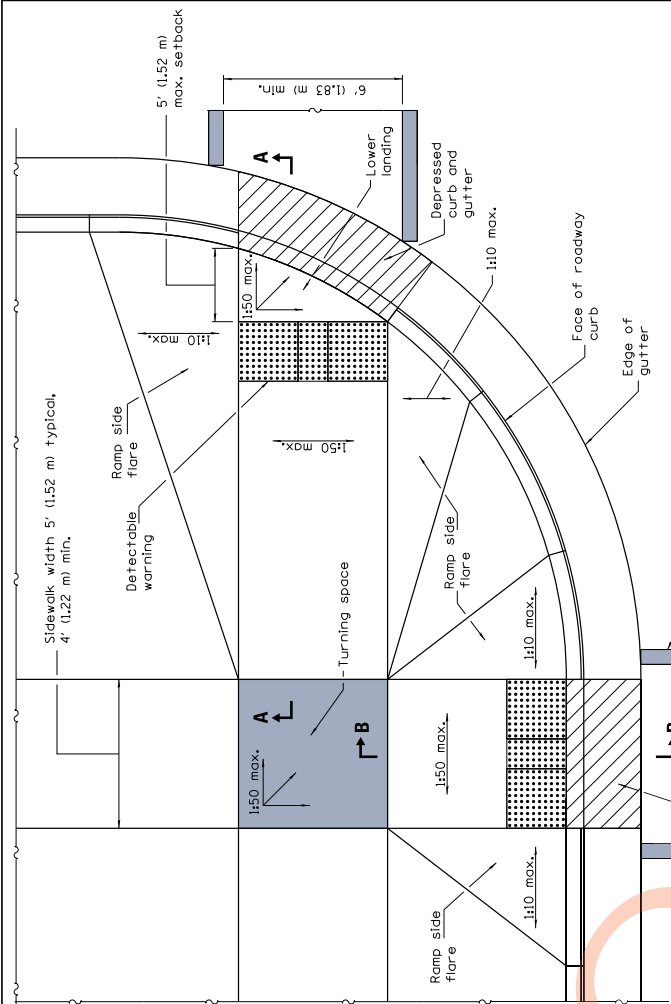 5' (1.52 m)
max. setback
6' (1.83 m) min.
A
Lower
landing
Depressed
curb and
gutter
1:10 max.
Face of roadway
curb
Edge of
gutter
1:50 max.
1:10 max.
Sidewalk width 5' (1.52 m) typical,
4' (1.22 m) min.
Ramp side
flare
Detectable
warning
1:50 max.
Ramp side
flare
1:10 max.
Turning space
A
B
1:50 max.
1:50 max.
B
Ramp side
flare
1:10 max.